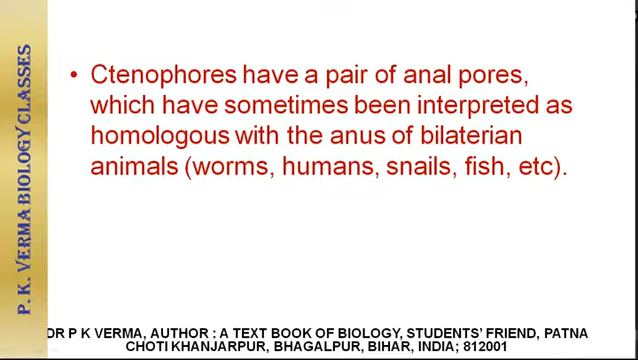 • Ctenophores have a pair of anal pores,
which have sometimes been interpreted as
homologous with the anus of bilaterian
animals (worms, humans, snails, fish, etc).
P. K. VERMA BIOLOGY CLASSES
DR P K VERMA, AUTHOR : A TEXT BOOK OF BIOLOGY, STUDENTS' FRIEND, PATNA
CHOTI KHANJARPUR, BHAGALPUR, BIHAR, INDIA; 812001